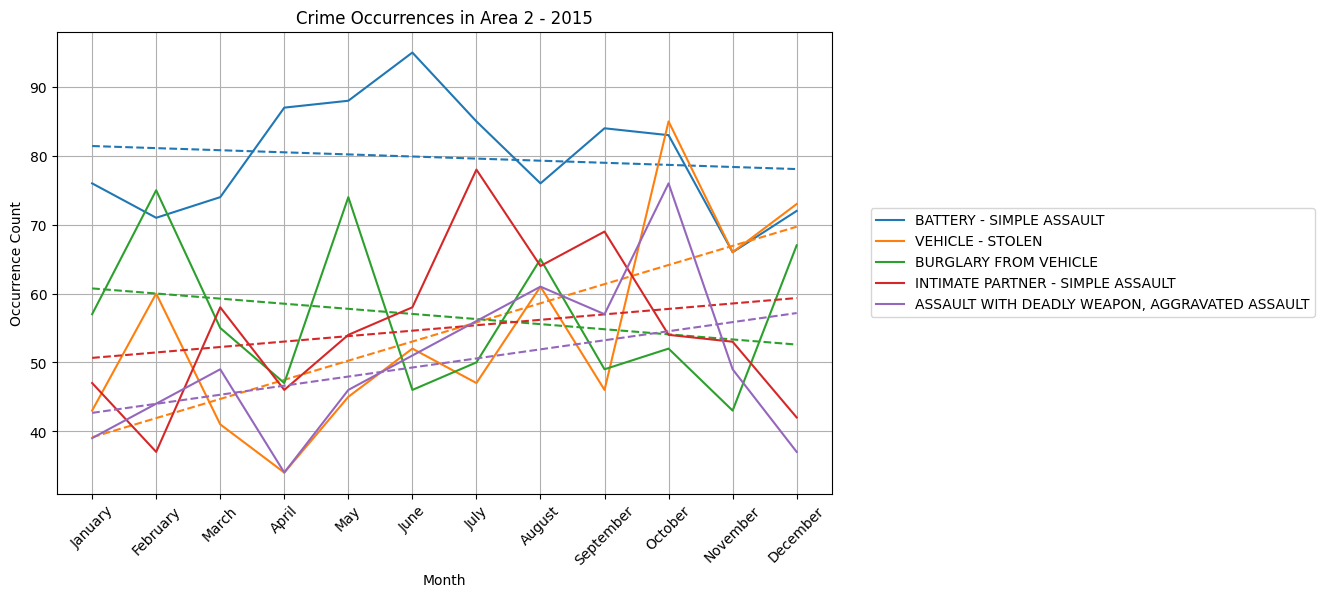 Crime Occurrences in Area 2 - 2015
Occurrence Count
90
80
70
60
50
40
January
February
March
April
May
June
July
August
September
October
November
December
Month
BATTERY - SIMPLE ASSAULT
VEHICLE - STOLEN
BURGLARY FROM VEHICLE
INTIMATE PARTNER - SIMPLE ASSAULT
ASSAULT WITH DEADLY WEAPON, AGGRAVATED ASSAULT